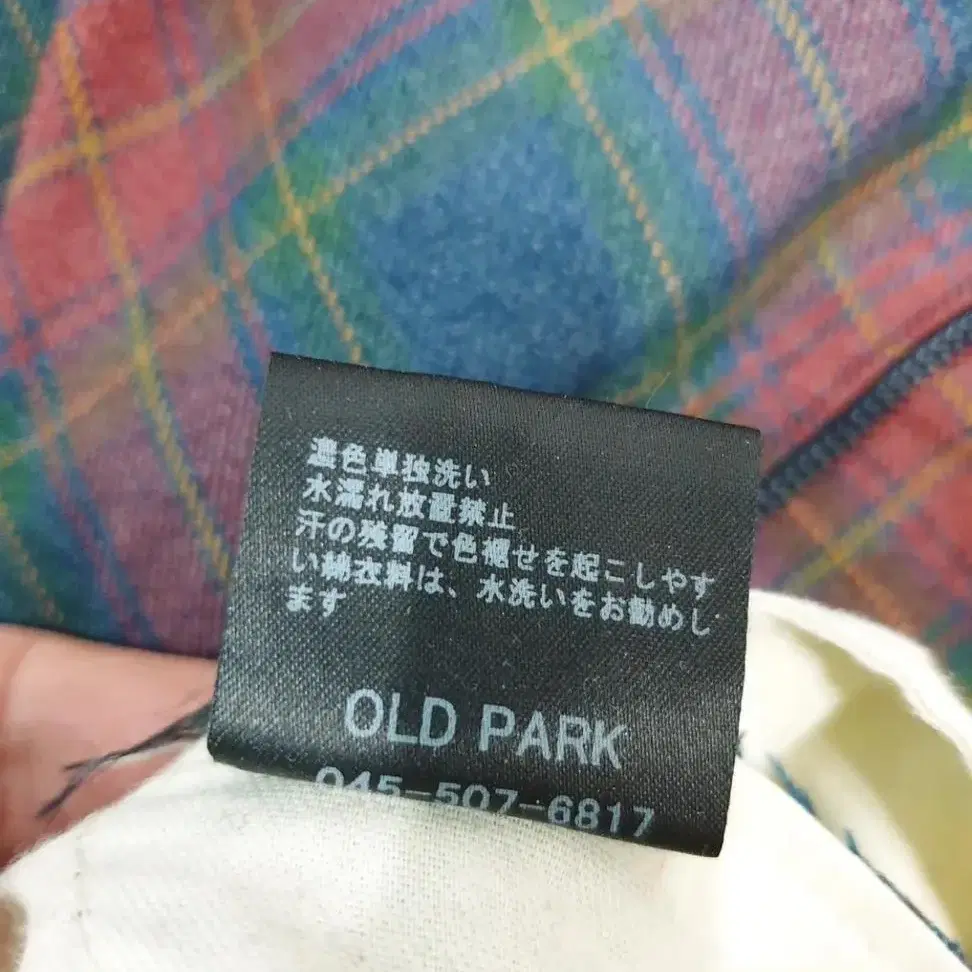 濃色単独洗い
水濡れ放置禁止
汗の残留で色褪せを起こしやす
い綿衣料は、水洗いをお勧めし
ます
OLD PARK
045-507-6817